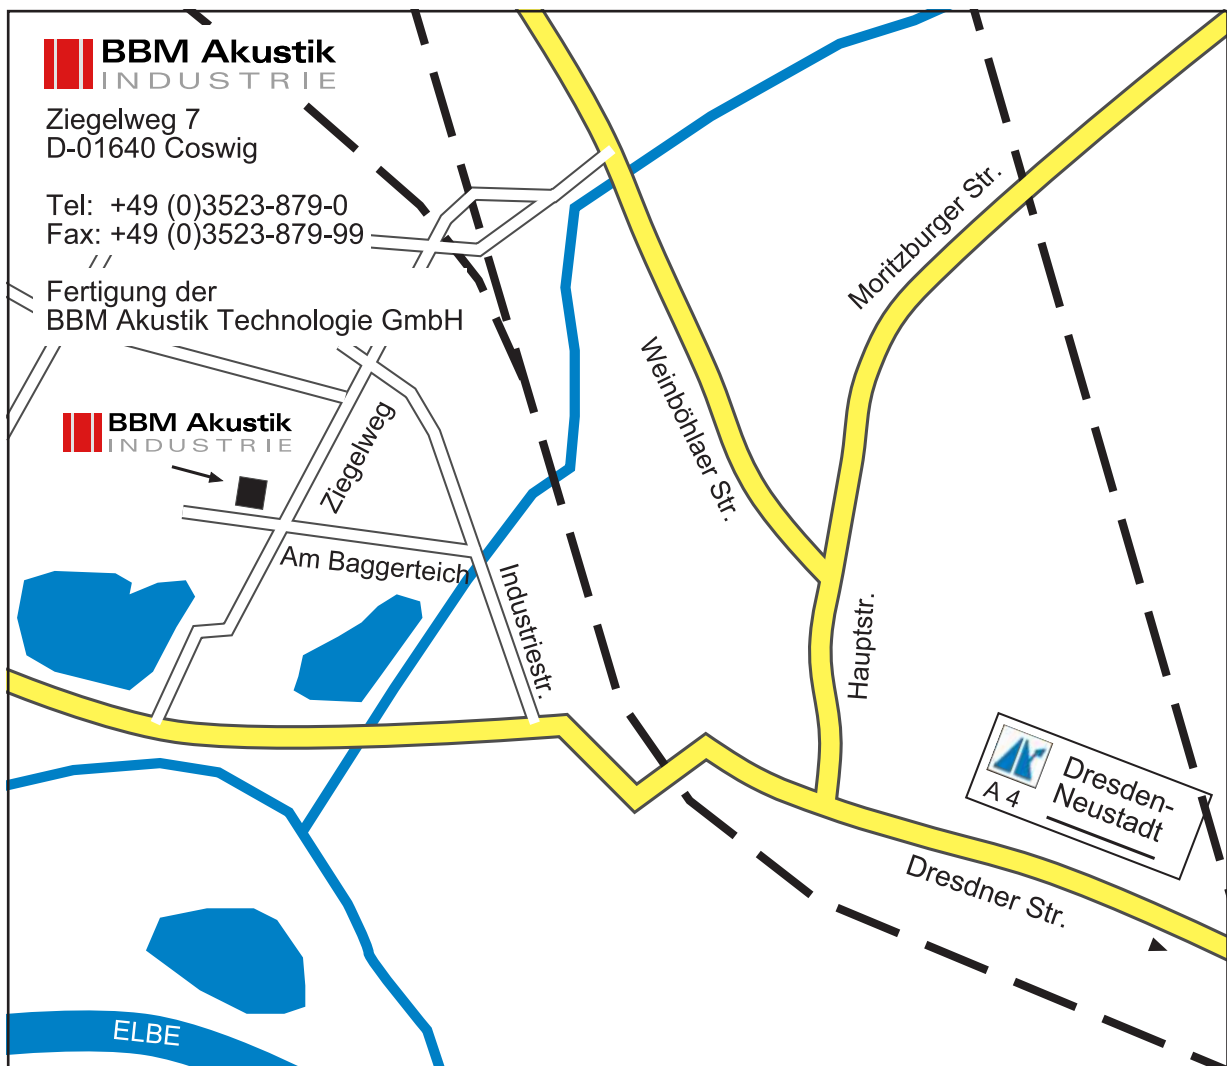 BBM Akustik
INDUSTRIE
Ziegelweg 7
D-01640 Coswig
Tel: +49 (0)3523-879-0
Fax: +49 (0)3523-879-99
Fertigung der
BBM Akustik Technologie GmbH
BBM Akustik
INDUSTRIE
Ziegelweg
Am Baggerteich
Industriestr.
Weinböhlaer Str.
Moritzburger Str.
Hauptstr.
A 4
Dresden-
Neustadt
Dresdner Str.
ELBE